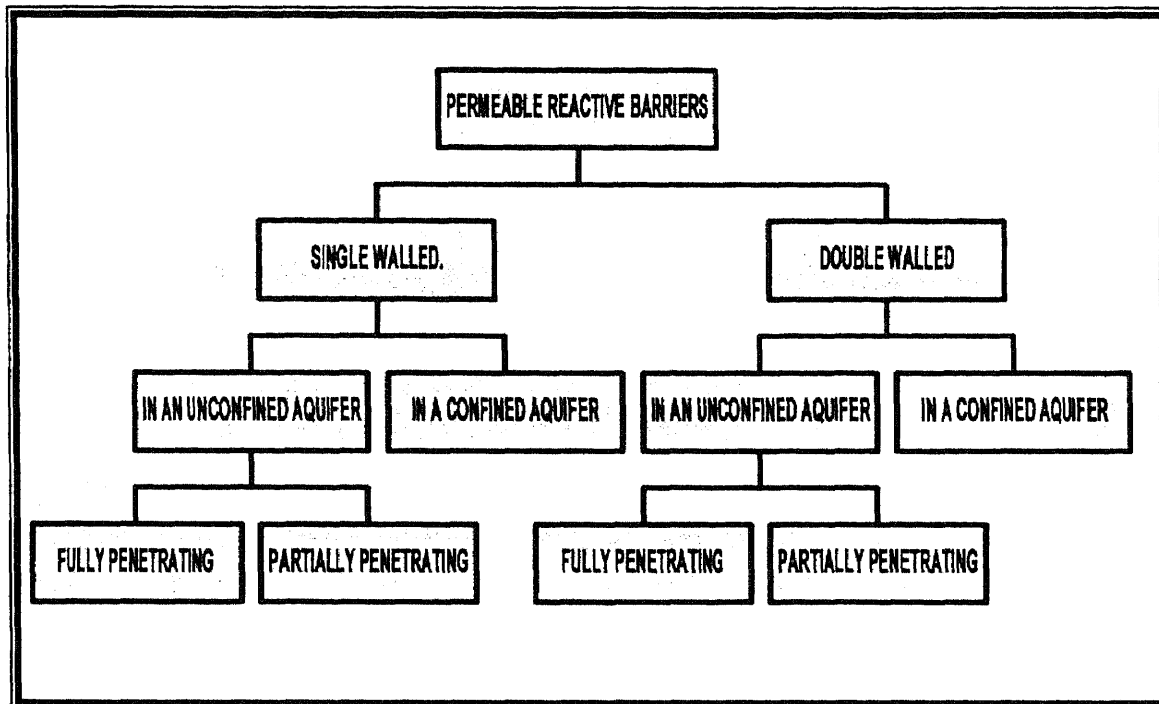 PERMEABLE REACTIVE BARRIERS
SINGLE WALLED.
DOUBLE WALLED
IN AN UNCONFINED AQUIFER
IN A CONFINED AQUIFER
IN AN UNCONFINED AQUIFER
IN A CONFINED AQUIFER
FULLY PENETRATING
PARTIALLY PENETRATING
FULLY PENETRATING
PARTIALLY PENETRATING